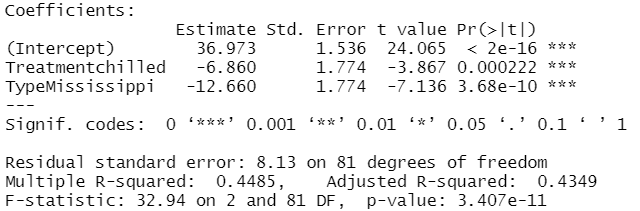 Coefficients:
                 Estimate Std. Error t value Pr(>|t|)
(Intercept)        36.973      1.536  24.065  < 2e-16 ***
Treatmentchilled   -6.860      1.774  -3.867 0.000222 ***
TypeMississippi   -12.660      1.774  -7.136 3.68e-10 ***
---
Signif. codes:  0 ‘***’ 0.001 ‘**’ 0.01 ‘*’ 0.05 ‘.’ 0.1 ‘ ’ 1
Residual standard error: 8.13 on 81 degrees of freedom
Multiple R-squared:  0.4485,    Adjusted R-squared:  0.4349
F-statistic: 32.94 on 2 and 81 DF,  p-value: 3.407e-11